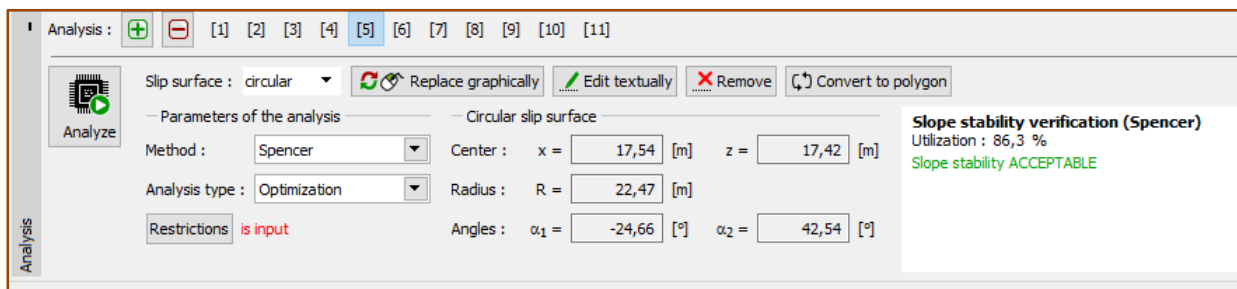 Analysis : [1] [2] [3] [4] [5] [6] [7] [8] [9] [10] [11]
Analyze
Slip surface : circular Replace graphically Edit textually Remove Convert to polygon
Parameters of the analysis
Method : Spencer
Analysis type : Optimization
Restrictions is input
Circular slip surface
Center : x = 17,54 [m] z = 17,42 [m]
Radius : R = 22,47 [m]
Angles : α1 = -24,66 [°] α2 = 42,54 [°]
Slope stability verification (Spencer)
Utilization : 86,3 %
Slope stability ACCEPTABLE
Analysis